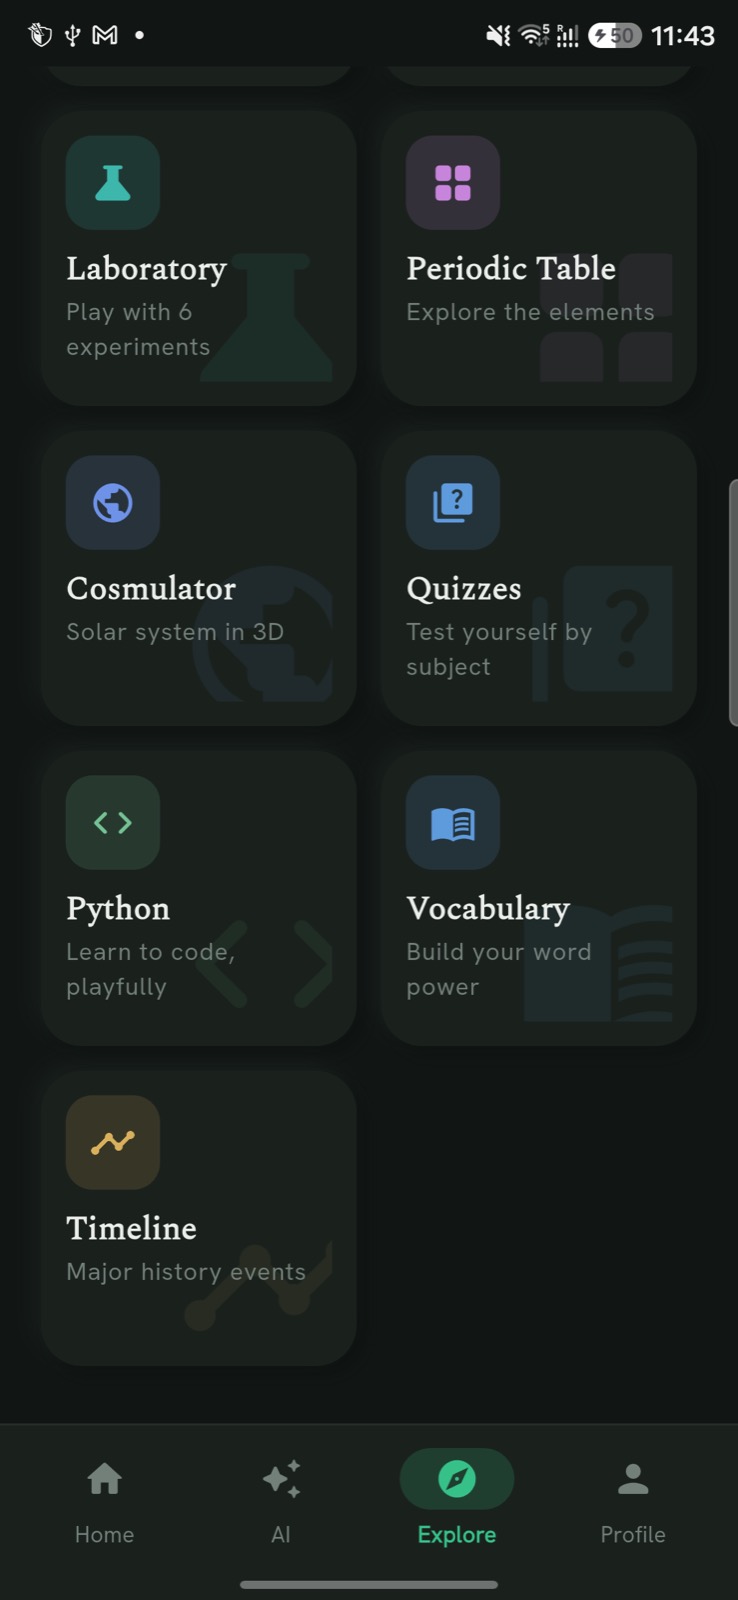 50 11:43
Laboratory
Play with 6
experiments
Periodic Table
Explore the elements
Cosmulator
Solar system in 3D
Quizzes
Test yourself by
subject
Python
Learn to code,
playfully
Vocabulary
Build your word
power
Timeline
Major history events
Home
AI
Explore
Profile